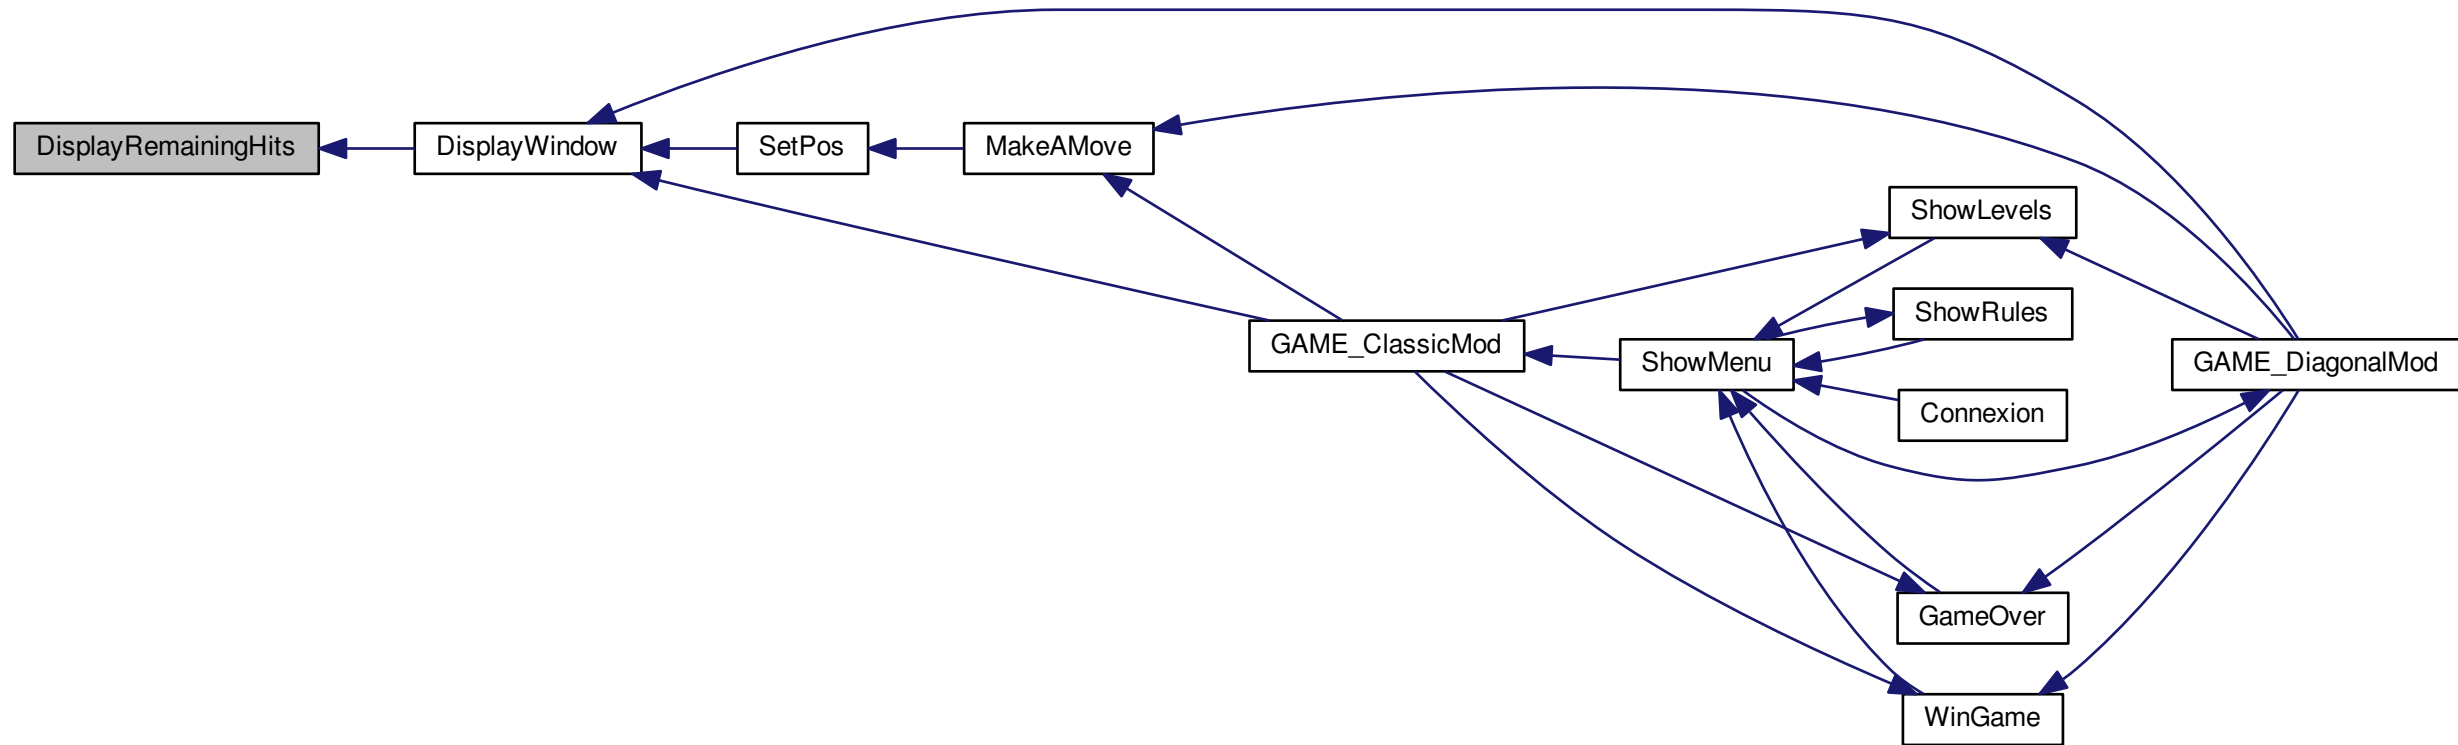 DisplayRemainingHits
DisplayWindow
SetPos
MakeAMove
ShowLevels
ShowRules
GAME_ClassicMod
ShowMenu
GAME_DiagonalMod
Connexion
GameOver
WinGame